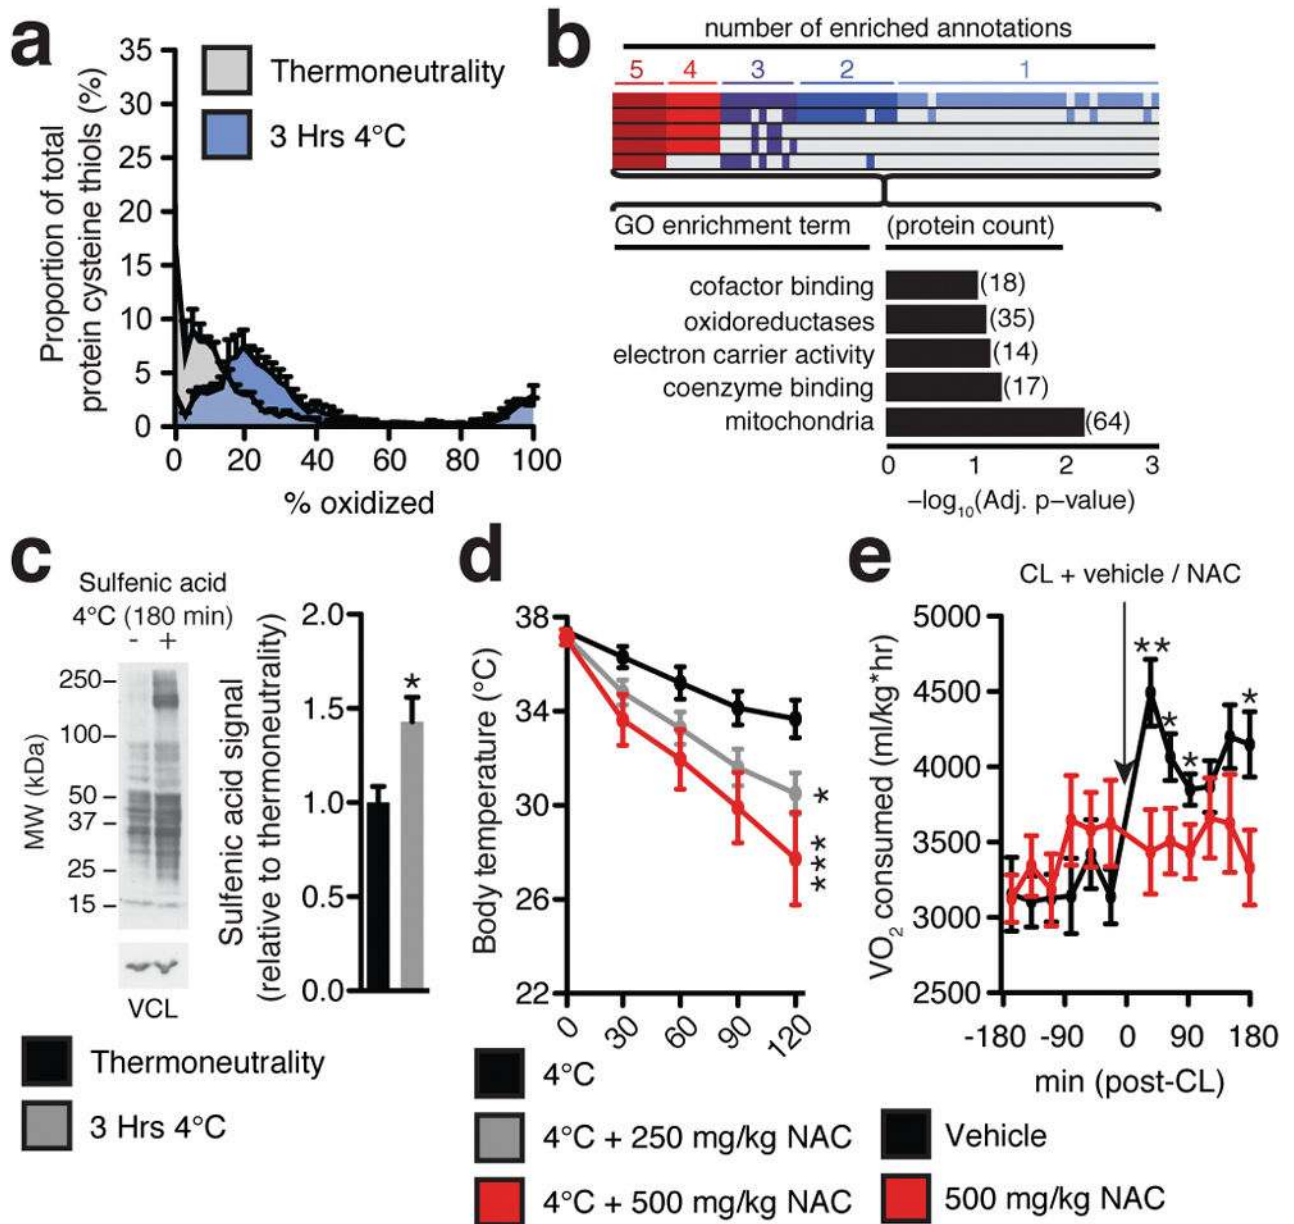 a
Proportion of total
protein cysteine thiols (%)
35
30
25
20
15
10
5
0
Thermoneutrality
3 Hrs 4°C
0 20 40 60 80 100
% oxidized
b
number of enriched annotations
5 4 3 2 1
GO enrichment term (protein count)
cofactor binding (18)
oxidoreductases (35)
electron carrier activity (14)
coenzyme binding (17)
mitochondria (64)
0 1 2 3
–log10(Adj. p–value)
c
Sulfenic acid
4°C (180 min)
- +
MW (kDa)
250
100
50
37
25
15
VCL
Sulfenic acid signal
(relative to thermoneutrality)
2.0
1.5
1.0
0.5
0.0
*
Thermoneutrality
3 Hrs 4°C
d
Body temperature (°C)
38
34
30
26
22
*
***
0 30 60 90 120
4°C
4°C + 250 mg/kg NAC
4°C + 500 mg/kg NAC
e
CL + vehicle / NAC
VO2 consumed (ml/kg*hr)
5000
4500
4000
3500
3000
2500
**
*
*
*
-180 -90 0 90 180
min (post-CL)
Vehicle
500 mg/kg NAC